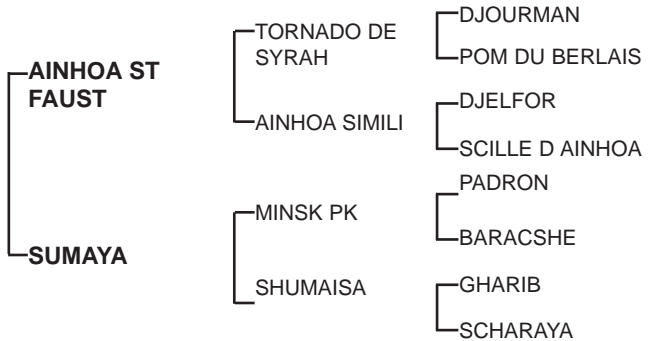 AINHOA ST
FAUST
SUMAYA
TORNADO DE
SYRAH
AINHOA SIMILI
MINSK PK
SHUMAISA
DJOURMAN
POM DU BERLAIS
DJELFOR
SCILLE D AINHOA
PADRON
BARACSHE
GHARIB
SCHARAYA